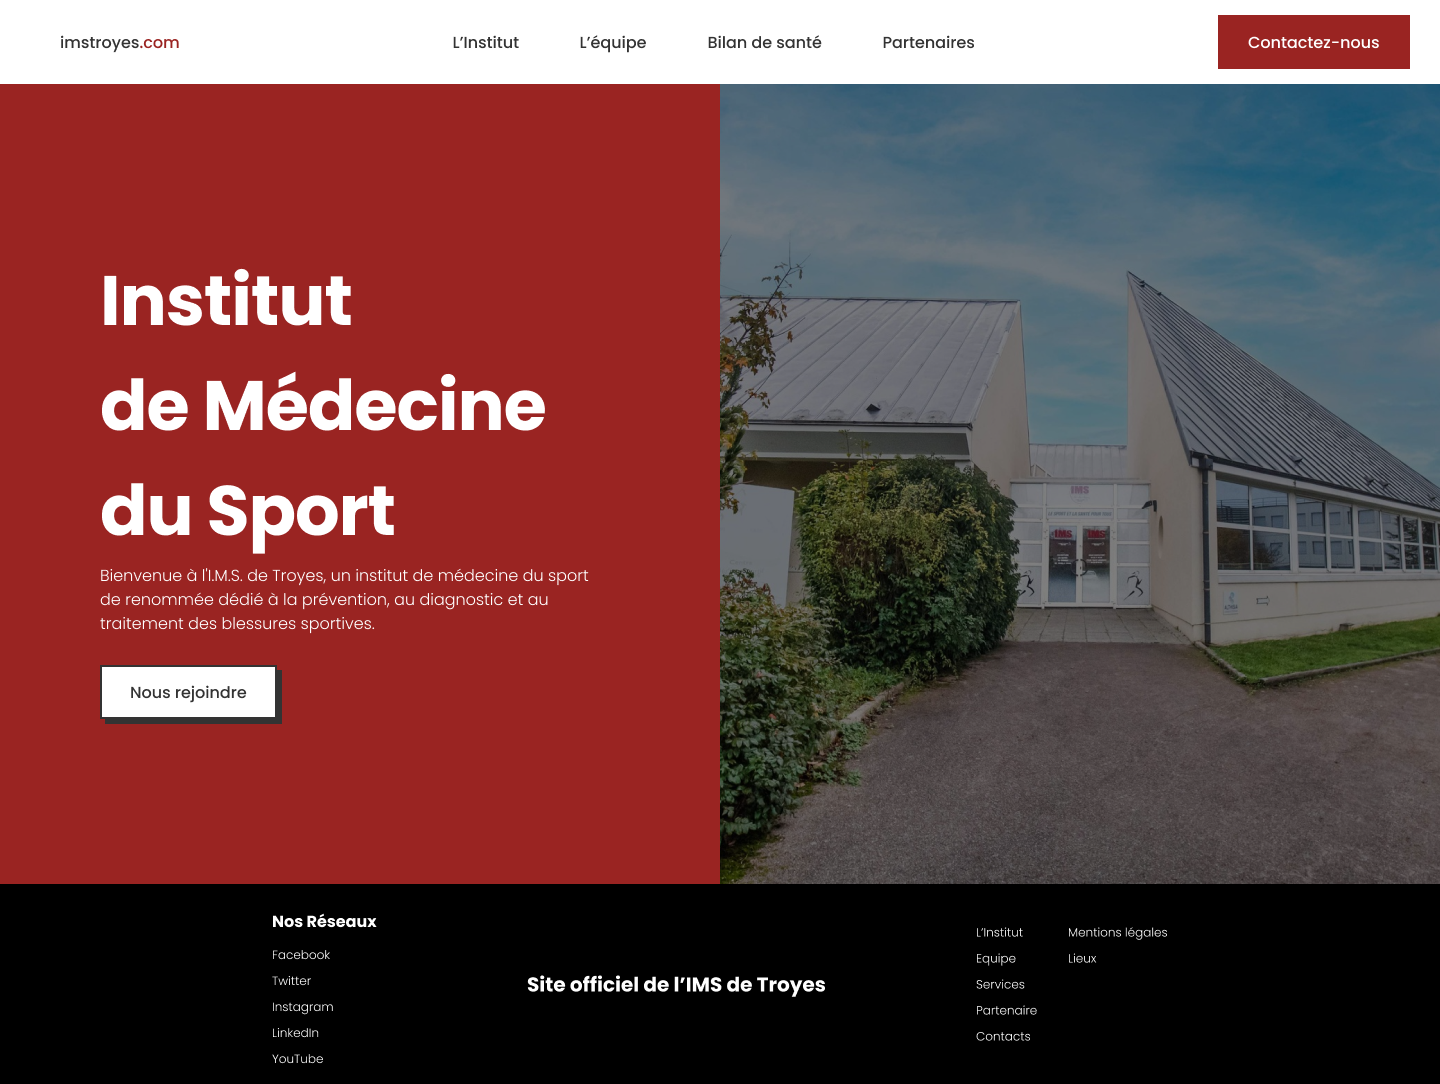 imstroyes.com
L’Institut
L’équipe
Bilan de santé
Partenaires
Contactez-nous
Institut
de Médecine
du Sport
Bienvenue à l'I.M.S. de Troyes, un institut de médecine du sport
de renommée dédié à la prévention, au diagnostic et au
traitement des blessures sportives.
Nous rejoindre
IMS
IMS
IMS
Nos Réseaux
Facebook
Twitter
Instagram
LinkedIn
YouTube
Site officiel de l’IMS de Troyes
L’Institut
Equipe
Services
Partenaire
Contacts
Mentions légales
Lieux